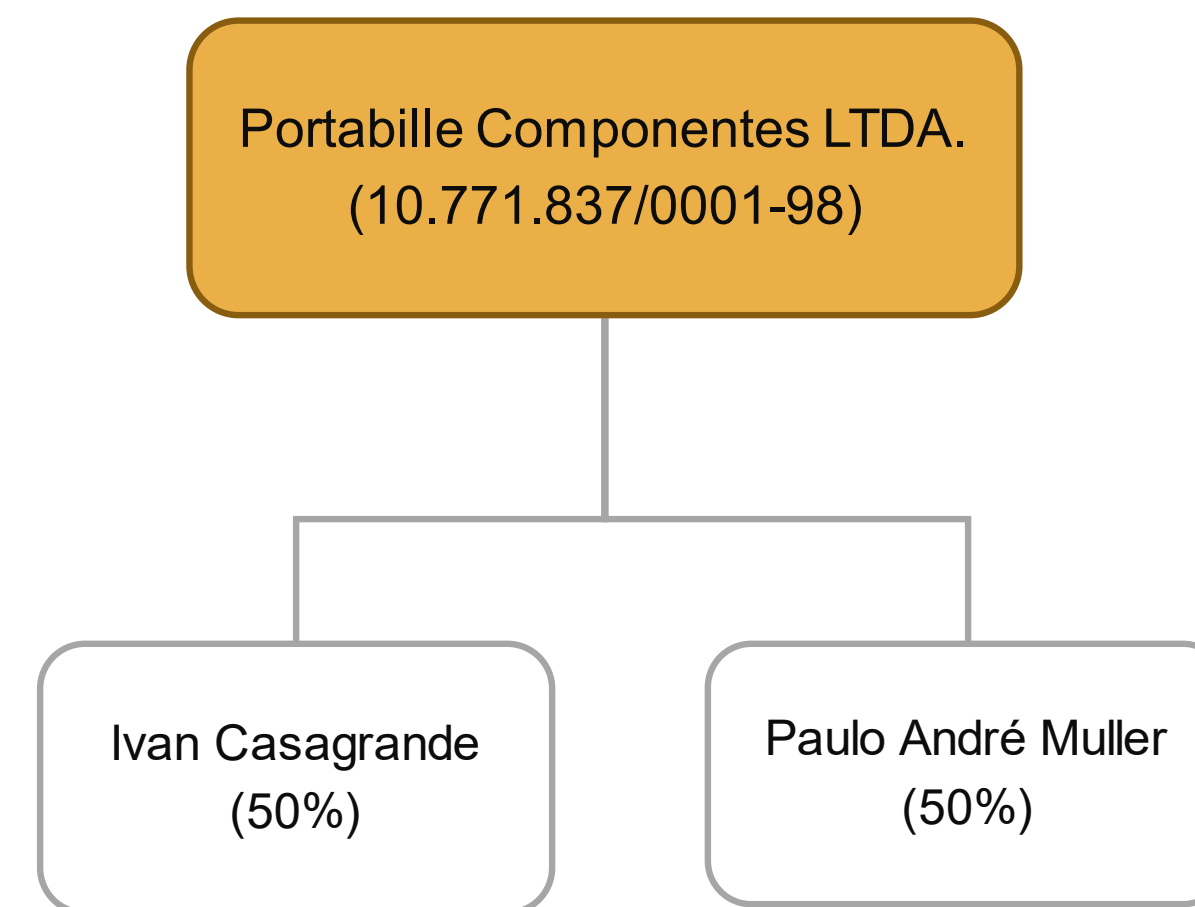 Portabille Componentes LTDA.
(10.771.837/0001-98)
Ivan Casagrande
(50%)
Paulo André Muller
(50%)